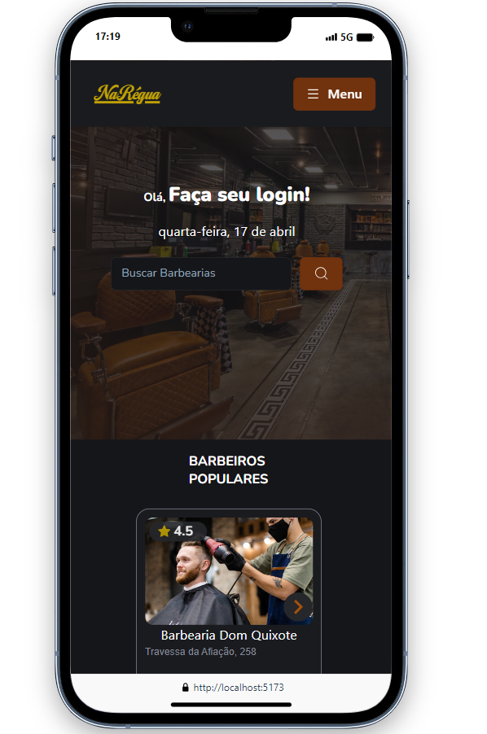 17:19
5G
NaRégua
☰ Menu
Olá, Faça seu login!
quarta-feira, 17 de abril
Buscar Barbearias
BARBEIROS
POPULARES
4.5
Barbearia Dom Quixote
Travessa da Afiação, 258
http://localhost:5173